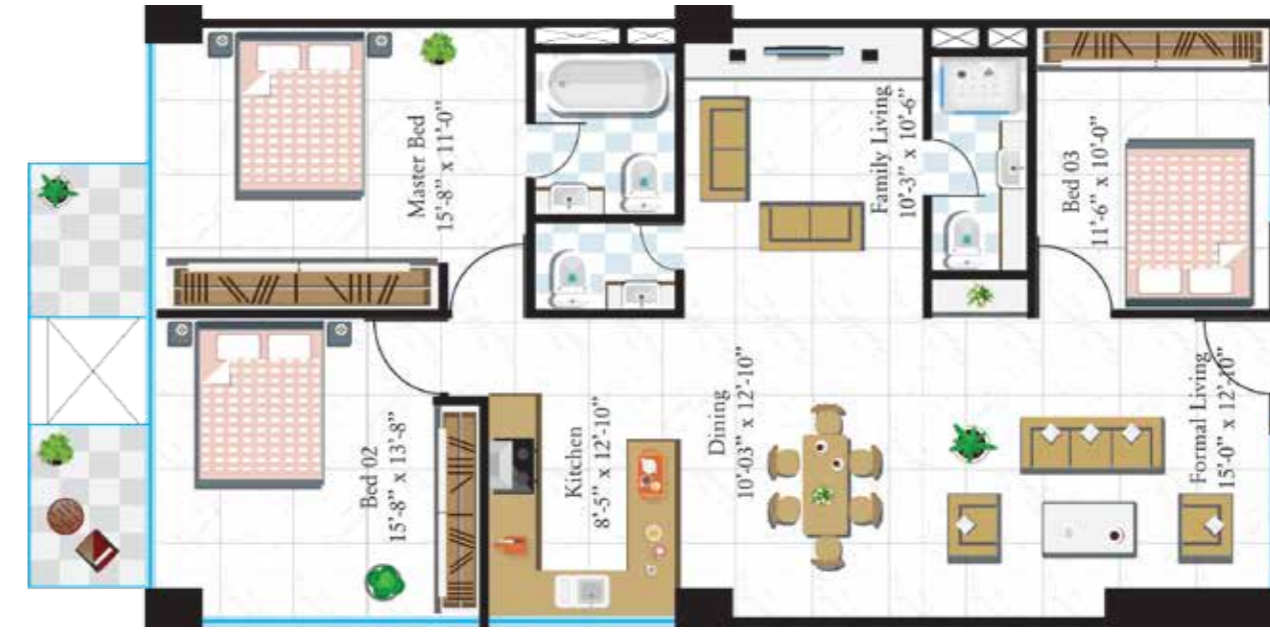 Master Bed
15'-8" x 11'-0"
Family Living
10'-3" x 10'-6"
Bed 03
11'-6" x 10'-0"
Bed 02
15'-8" x 13'-8"
Kitchen
8'-5" x 12'-10"
Dining
10'-03" x 12'-10"
Formal Living
15'-0" x 12'-10"